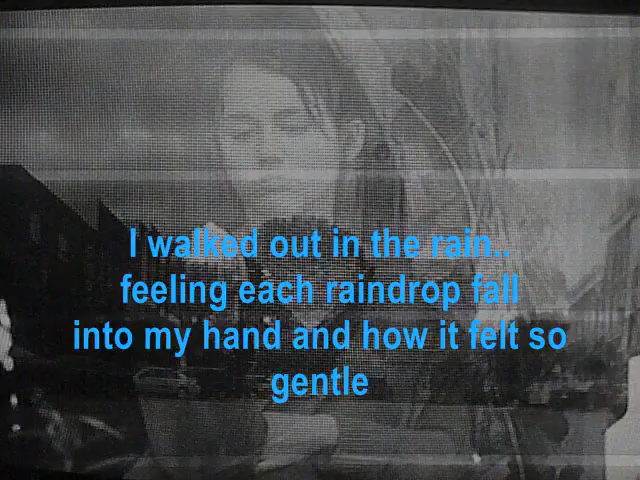 I walked out in the rain..
feeling each raindrop fall
into my hand and how it felt so
gentle